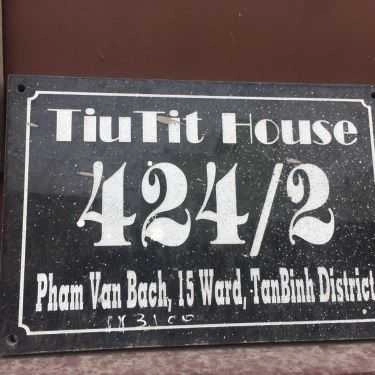 TiuTit House
424/2
Pham Van Bach, 15 Ward, TanBinh District